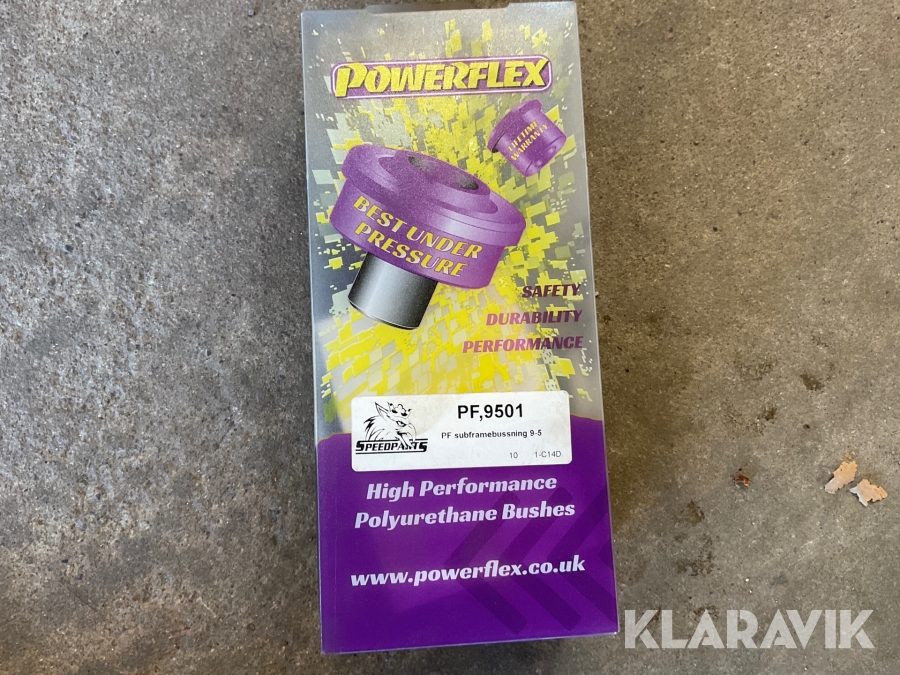 POWERFLEX
LIFETIME
WARRANTY
BEST UNDER
PRESSURE
SAFETY
DURABILITY
PERFORMANCE
PF,9501
PF subframebussning 9-5
SPEEDPARTS
10 1-C14D
High Performance
Polyurethane Bushes
www.powerflex.co.uk
KLARAVIK